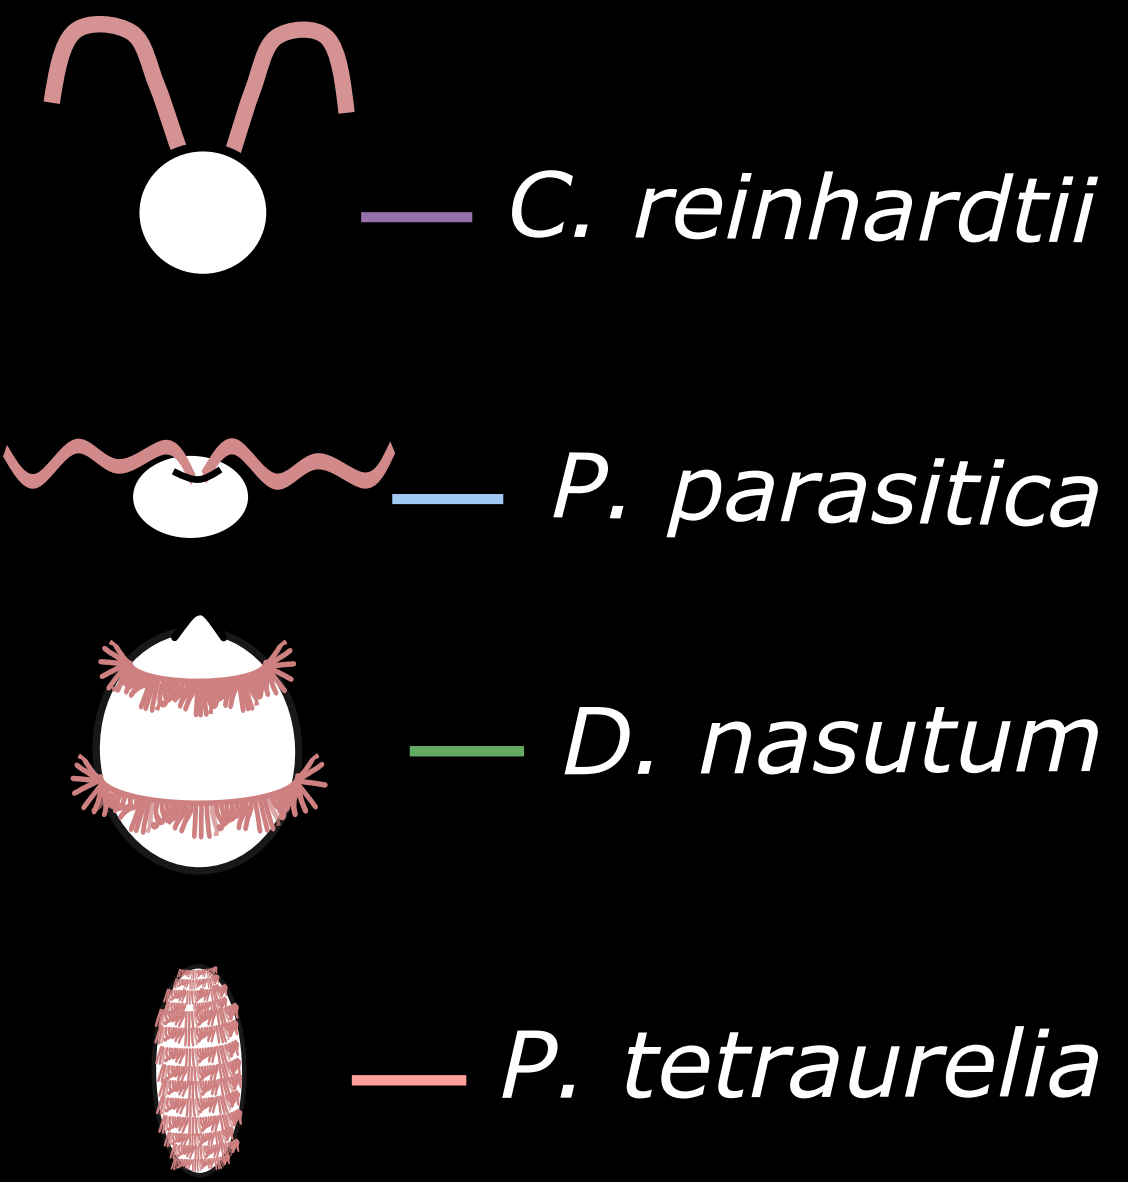 C. reinhardtii
P. parasitica
D. nasutum
P. tetraurelia